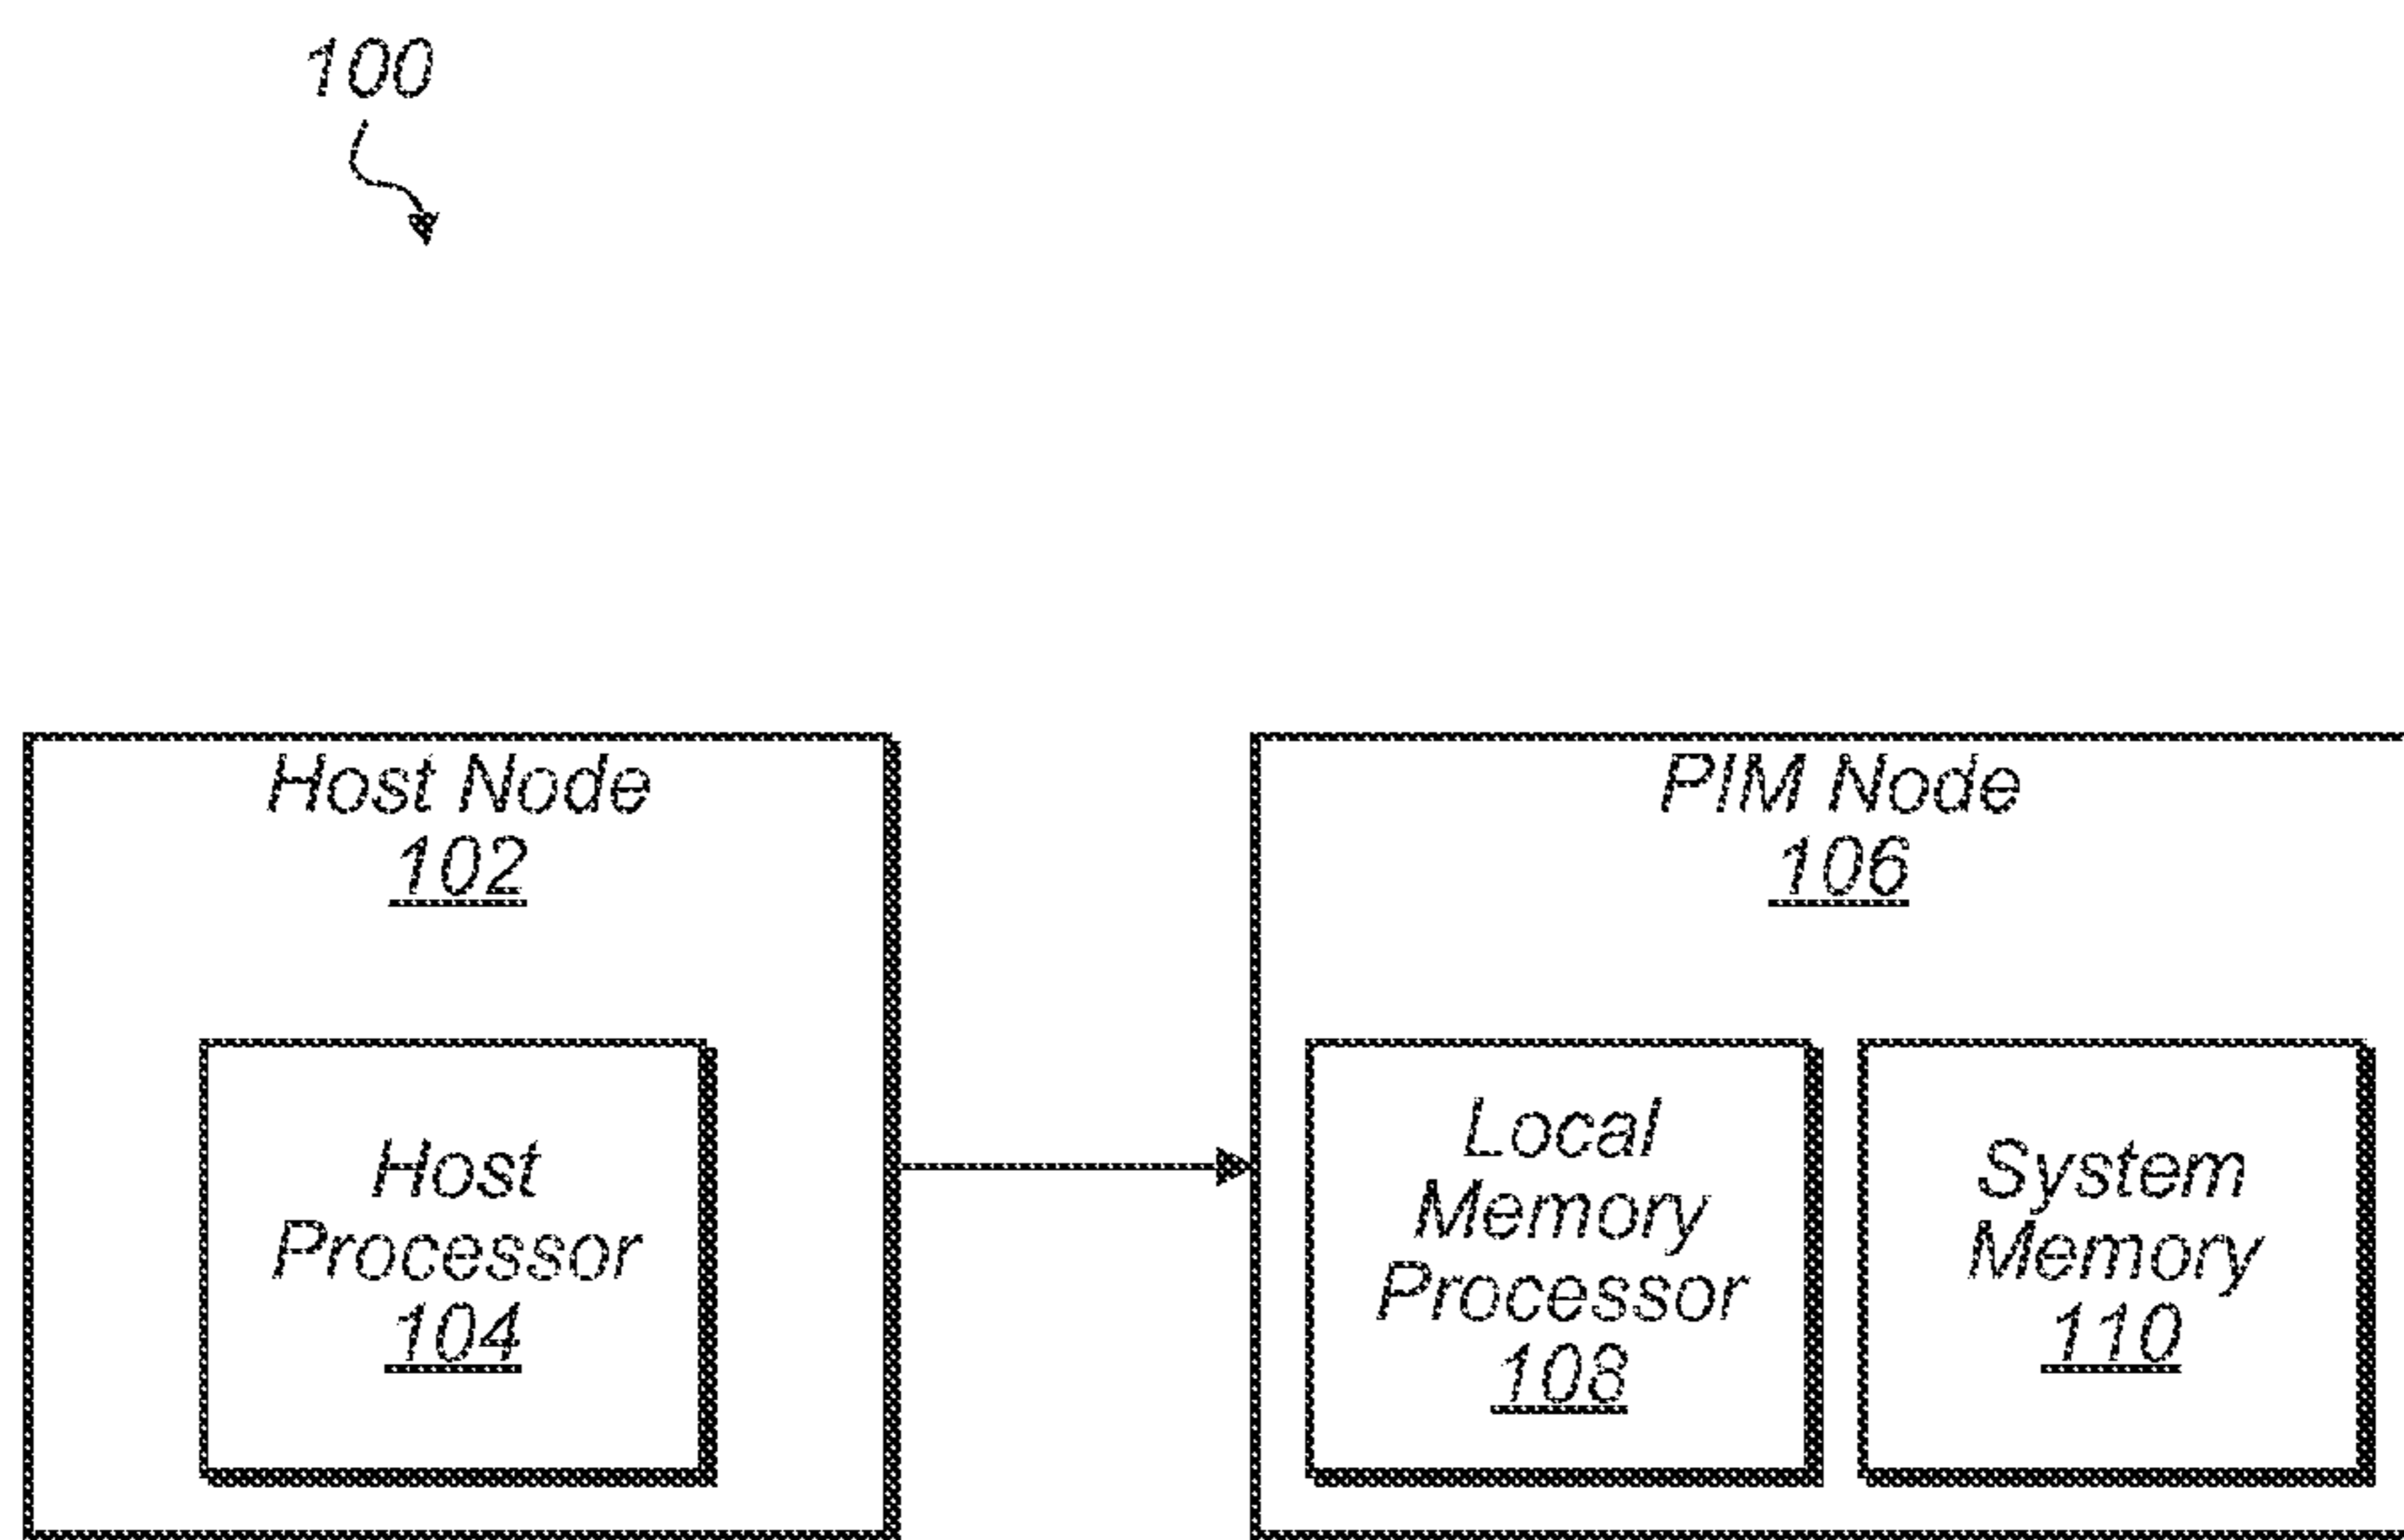 100
Host Node
102
Host
Processor
104
PIM Node
106
Local
Memory
Processor
108
System
Memory
110